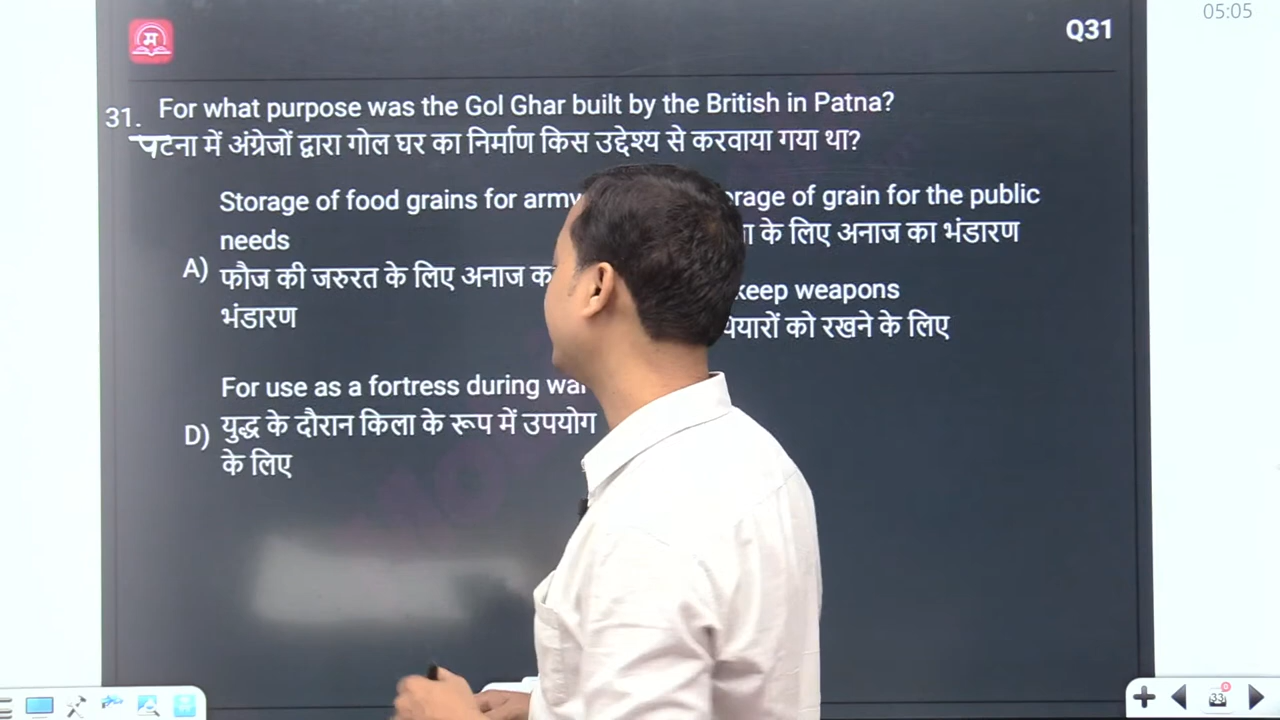 05:05
म
Q31
31. For what purpose was the Gol Ghar built by the British in Patna?
पटना में अंग्रेजों द्वारा गोल घर का निर्माण किस उद्देश्य से करवाया गया था?
A) Storage of food grains for army
needs
फौज की जरुरत के लिए अनाज
भंडारण
of grain for the public
के लिए अनाज का भंडारण
keep weapons
को रखने के लिए
D) For use as a fortress during
युद्ध के दौरान किला के रूप में उपयोग
के लिए
33